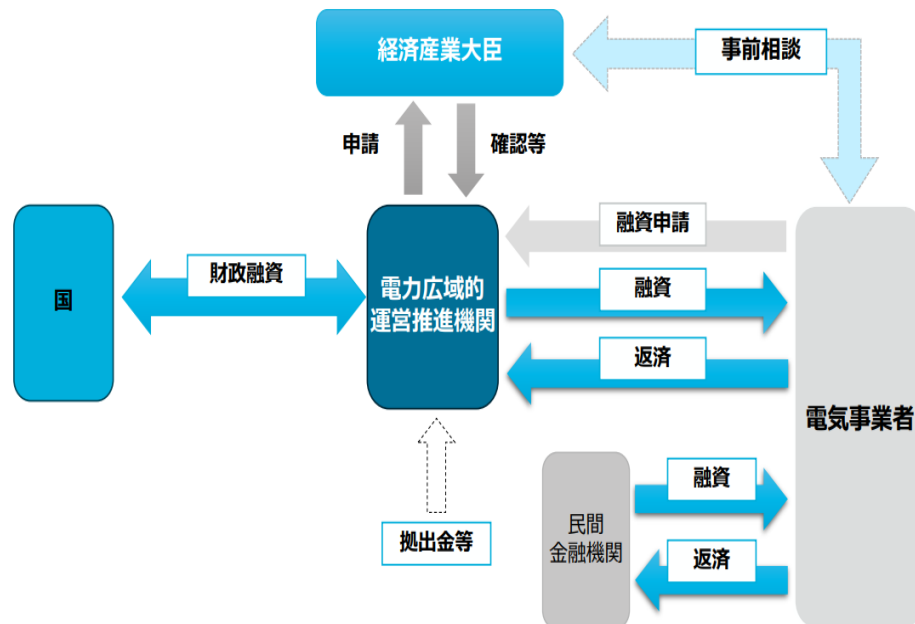 経済産業大臣
事前相談
申請
確認等
国
財政融資
電力広域的
運営推進機関
融資申請
融資
返済
電気事業者
拠出金等
民間
金融機関
融資
返済